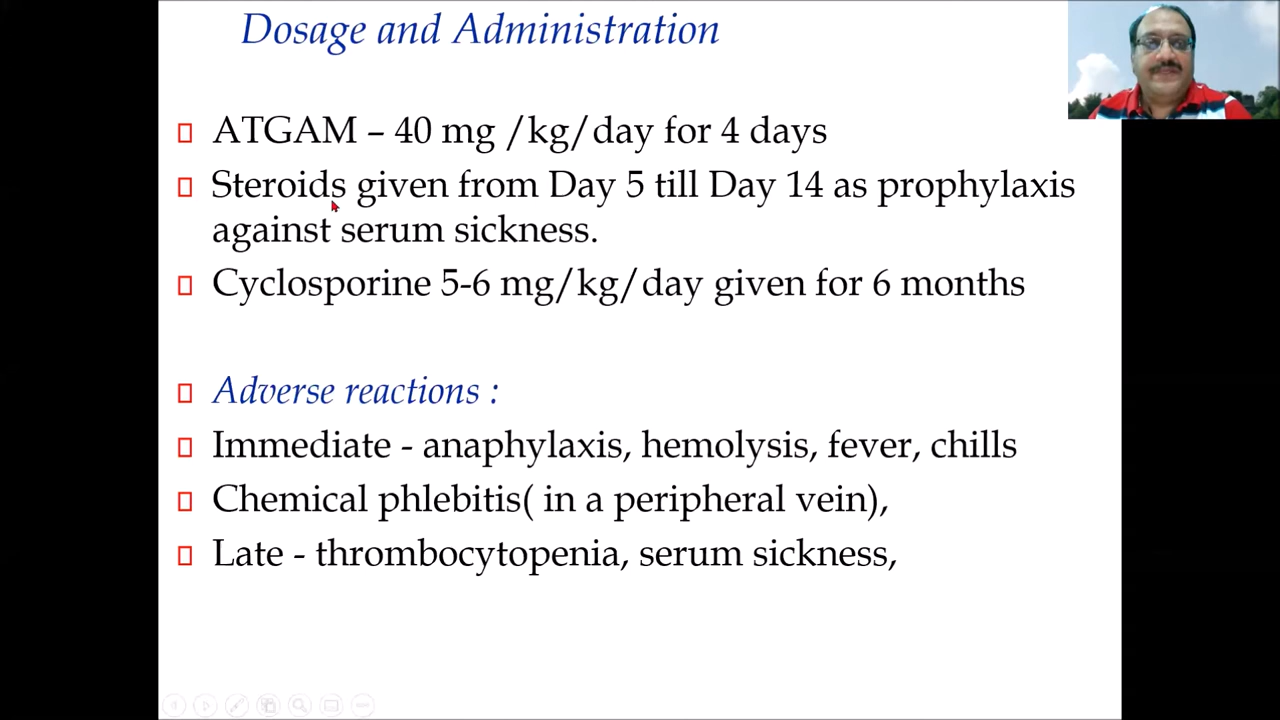 Dosage and Administration
ATGAM – 40 mg /kg/day for 4 days
Steroids given from Day 5 till Day 14 as prophylaxis
against serum sickness.
Cyclosporine 5-6 mg/kg/day given for 6 months
Adverse reactions :
Immediate - anaphylaxis, hemolysis, fever, chills
Chemical phlebitis( in a peripheral vein),
Late - thrombocytopenia, serum sickness,